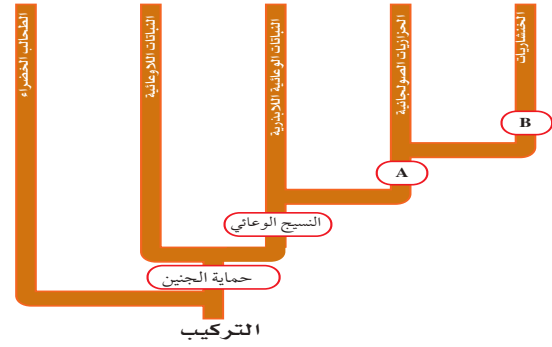 الطحالب الخضراء
النباتات اللاوعائية
النباتات الوعائية اللابذرية
الحزازيات الصولجانية
الخنشاريات
B
A
النسيج الوعائي
حماية الجنين
التركيب